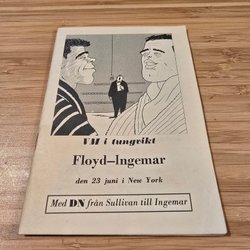 VM i tungvikt
Floyd–Ingemar
den 23 juni i New York
Med DN från Sullivan till Ingemar